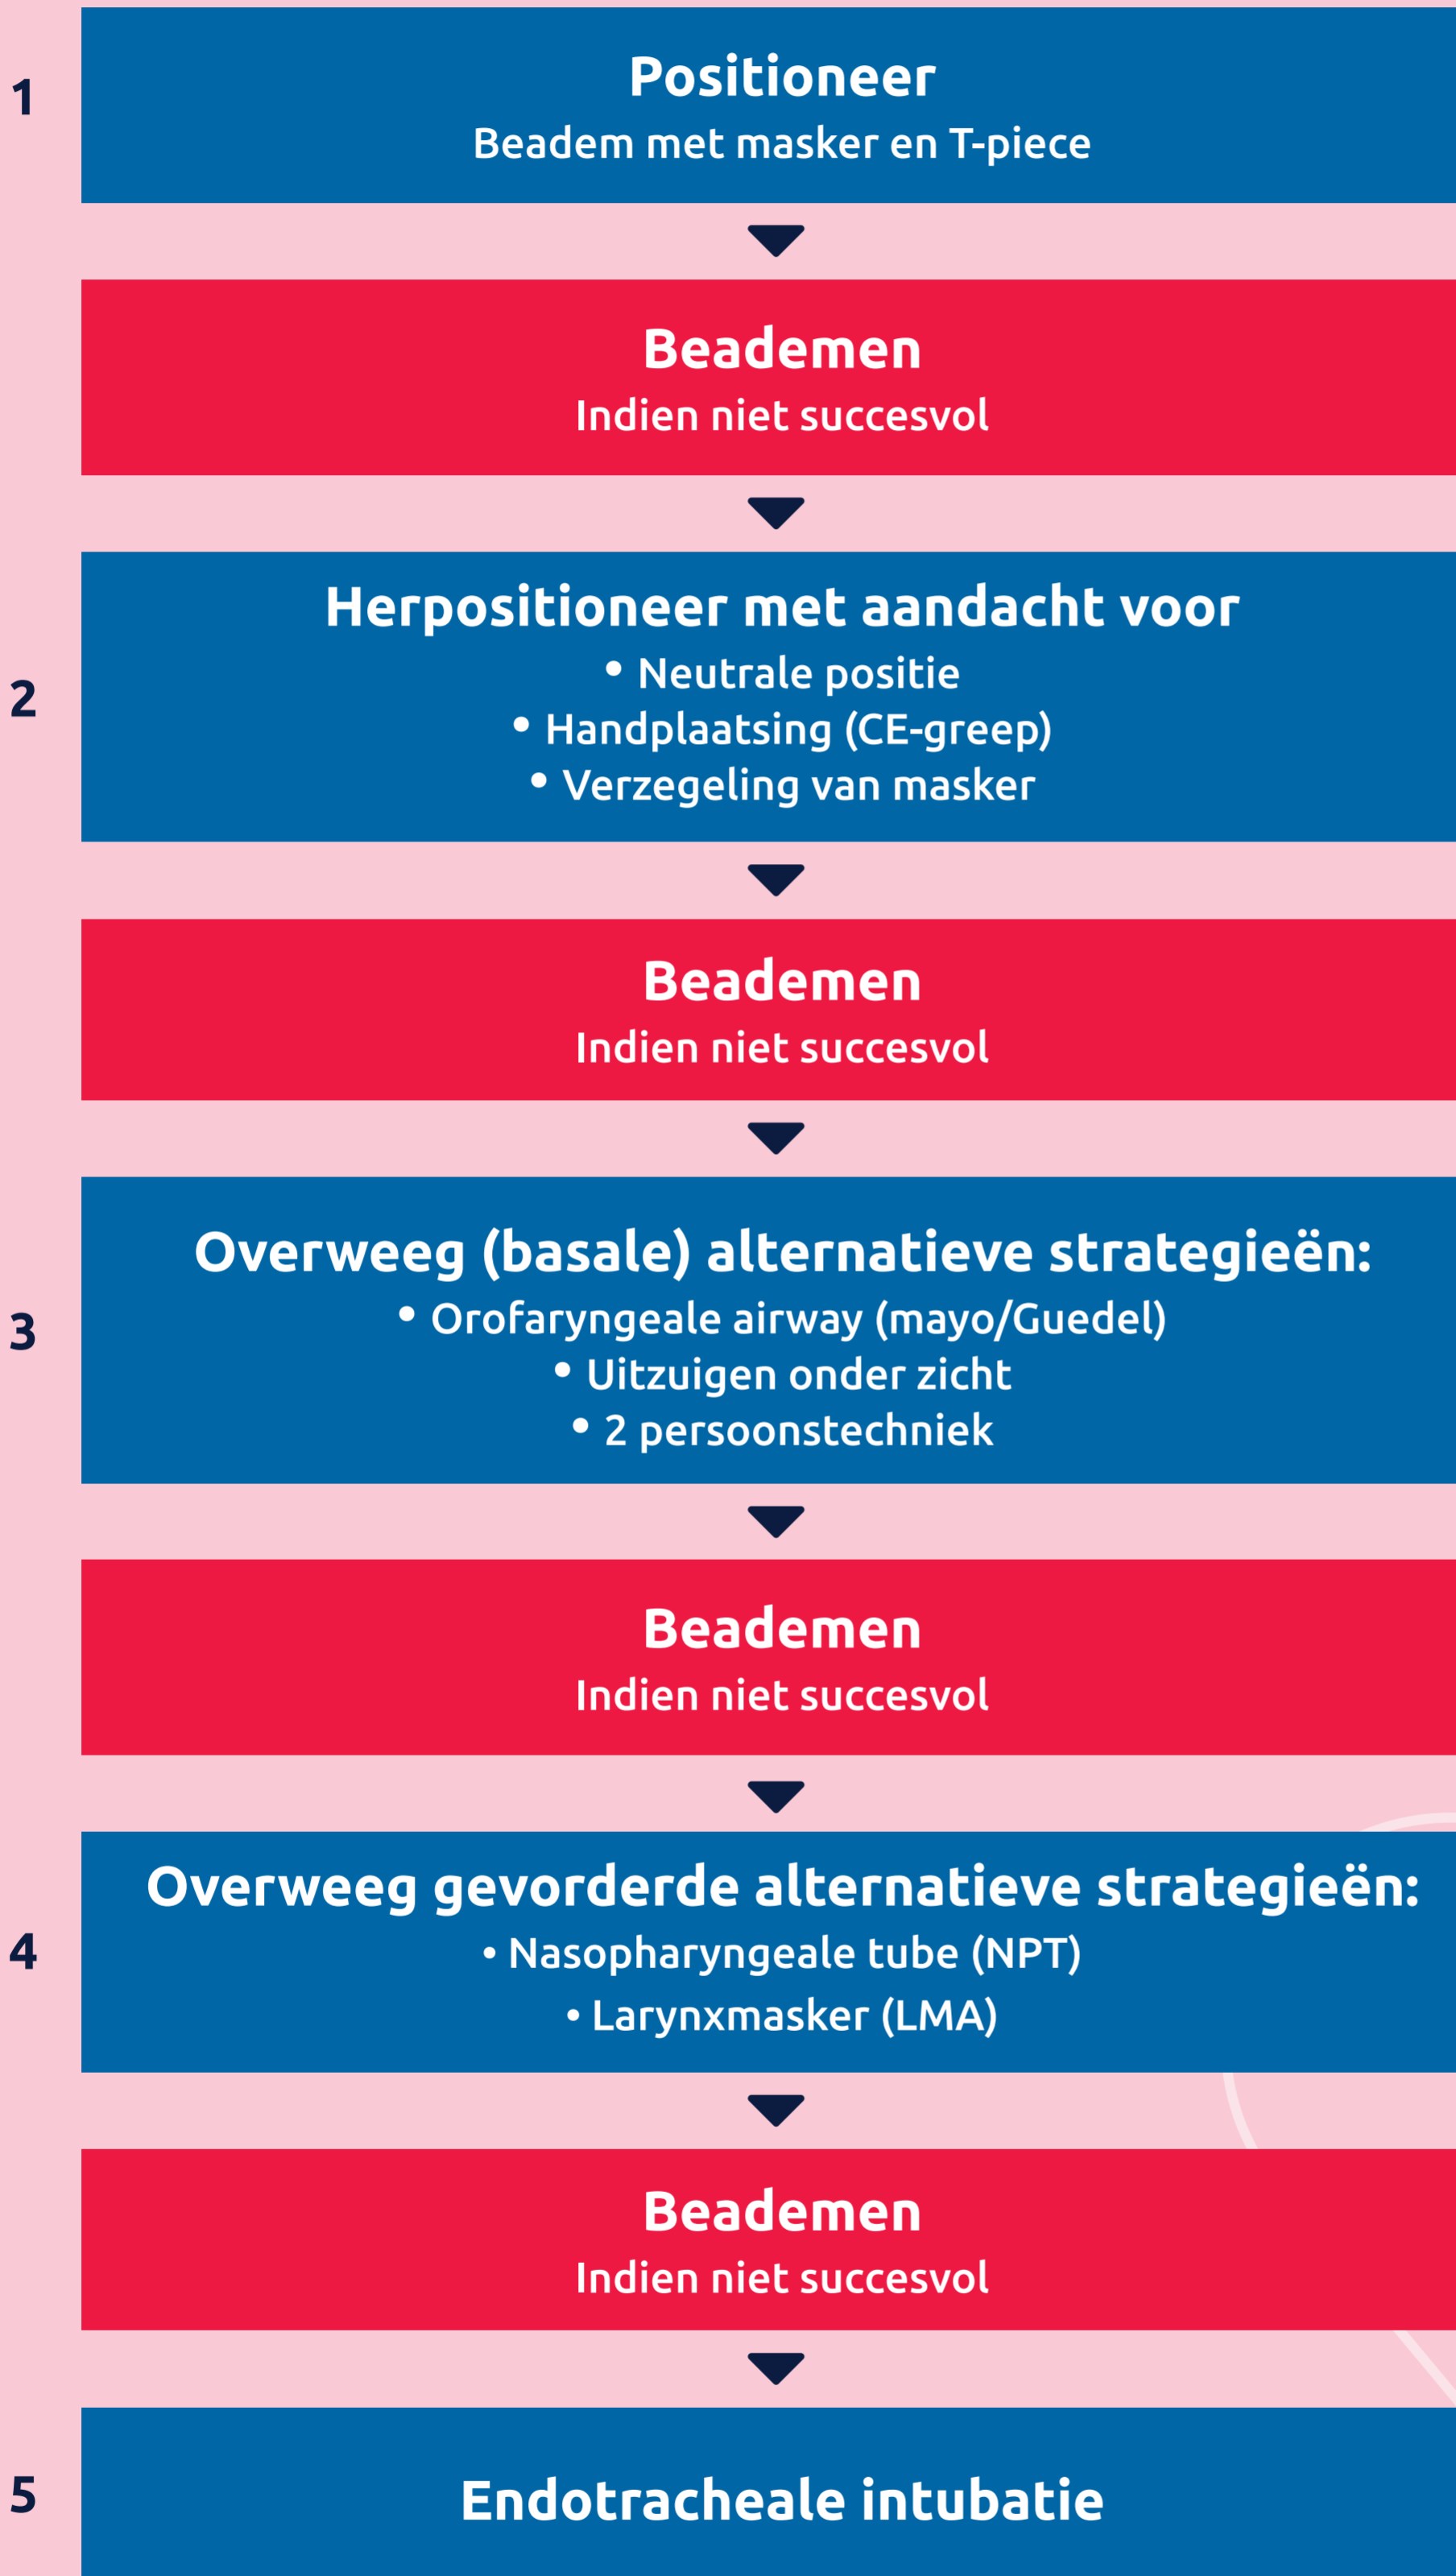 1
Positioneer
Beadem met masker en T-piece
Beademen
Indien niet succesvol
2
Herpositioneer met aandacht voor
• Neutrale positie
• Handplaatsing (CE-greep)
• Verzegeling van masker
Beademen
Indien niet succesvol
3
Overweeg (basale) alternatieve strategieën:
• Orofaryngeale airway (mayo/Guedel)
• Uitzuigen onder zicht
• 2 persoonstechniek
Beademen
Indien niet succesvol
4
Overweeg gevorderde alternatieve strategieën:
• Nasopharyngeale tube (NPT)
• Larynxmasker (LMA)
Beademen
Indien niet succesvol
5
Endotracheale intubatie